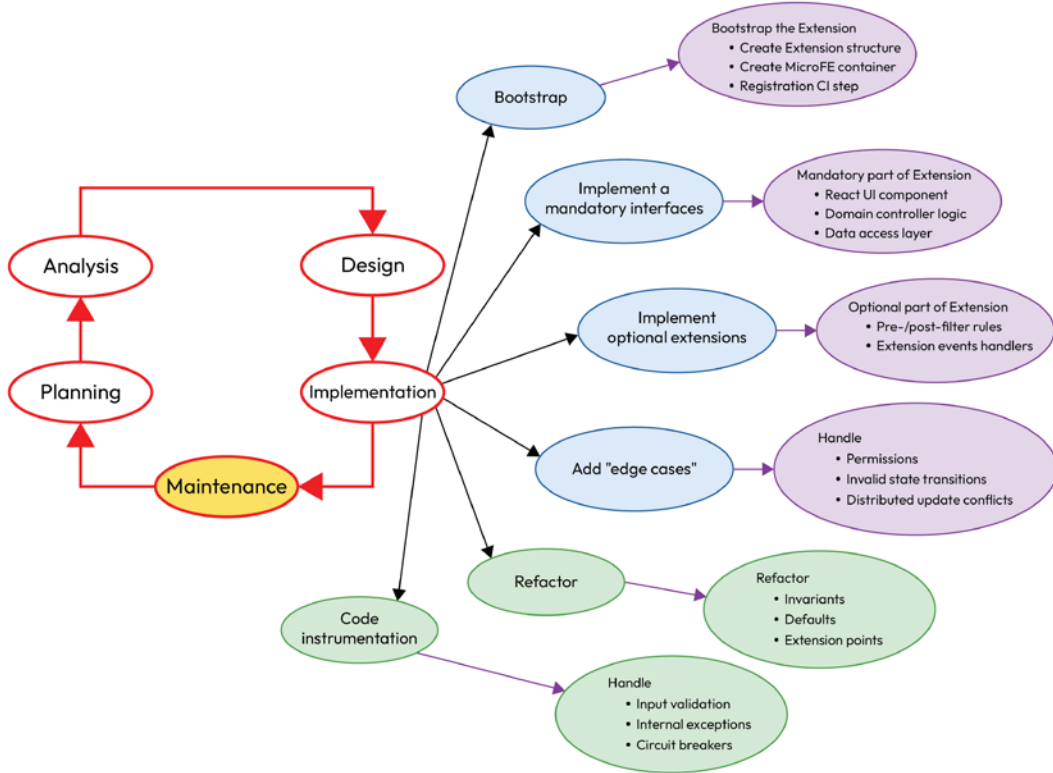 Bootstrap the Extension
• Create Extension structure
• Create MicroFE container
• Registration CI step
Bootstrap
Implement a
mandatory interfaces
Mandatory part of Extension
• React UI component
• Domain controller logic
• Data access layer
Analysis
Design
Implement
optional extensions
Optional part of Extension
• Pre-/post-filter rules
• Extension events handlers
Planning
Implementation
Maintenance
Add "edge cases"
Handle
• Permissions
• Invalid state transitions
• Distributed update conflicts
Refactor
Refactor
• Invariants
• Defaults
• Extension points
Code
instrumentation
Handle
• Input validation
• Internal exceptions
• Circuit breakers